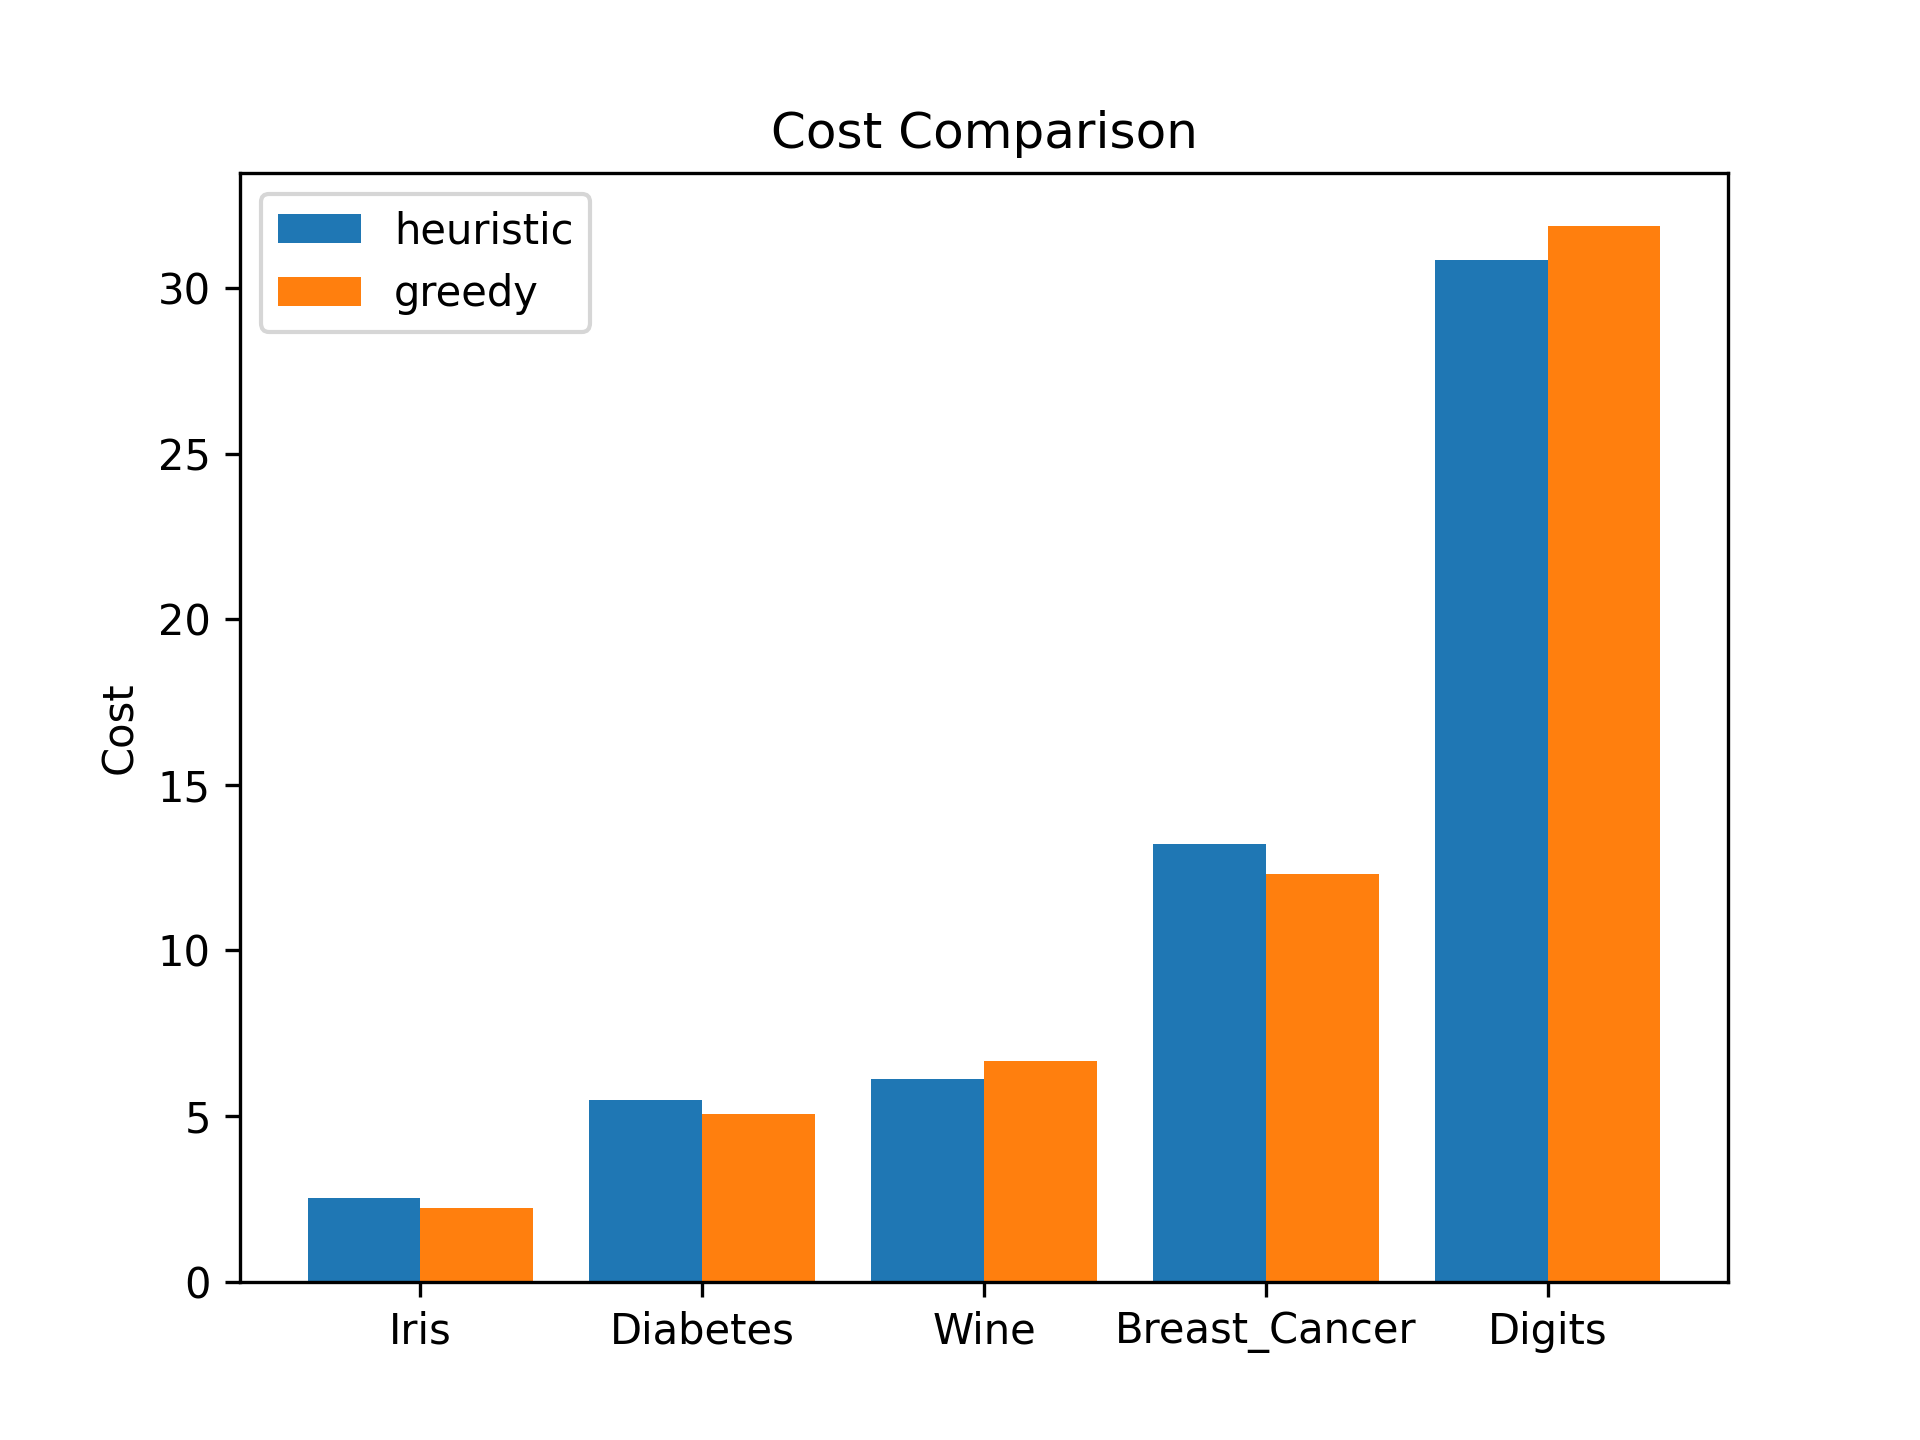 Cost Comparison
heuristic
greedy
Cost
30
25
20
15
10
5
0
Iris
Diabetes
Wine
Breast_Cancer
Digits